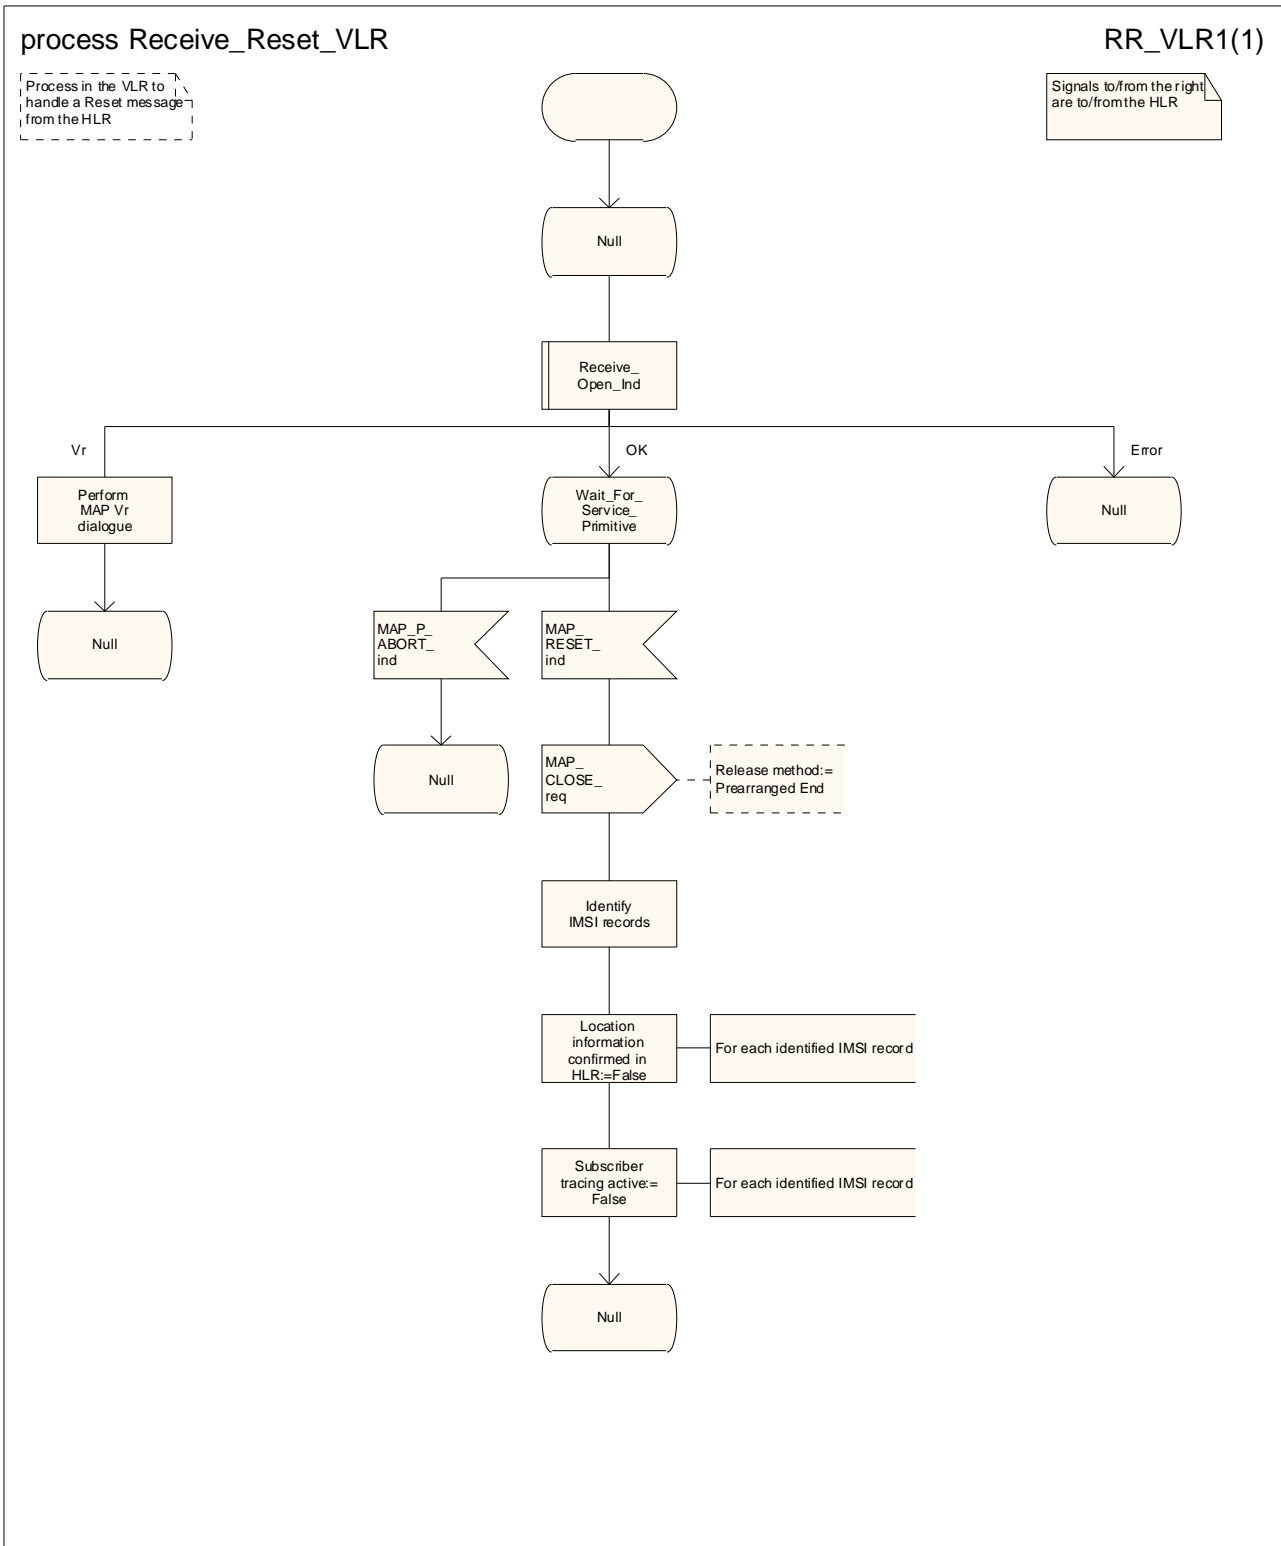 process Receive_Reset_VLR
RR_VLR1(1)
Process in the VLR to
handle a Reset message
from the HLR
Signals to/from the right
are to/from the HLR
Null
Receive_
Open_Ind
Vr
OK
Error
Perform
MAP Vr
dialogue
Wait_For_
Service_
Primitive
Null
Null
MAP_P_
ABORT_
ind
MAP_
RESET_
ind
Null
MAP_
CLOSE_
req
Release method:=
Prearranged End
Identify
IMSI records
Location
information
confirmed in
HLR:=False
For each identified IMSI record
Subscriber
tracing active:=
False
For each identified IMSI record
Null